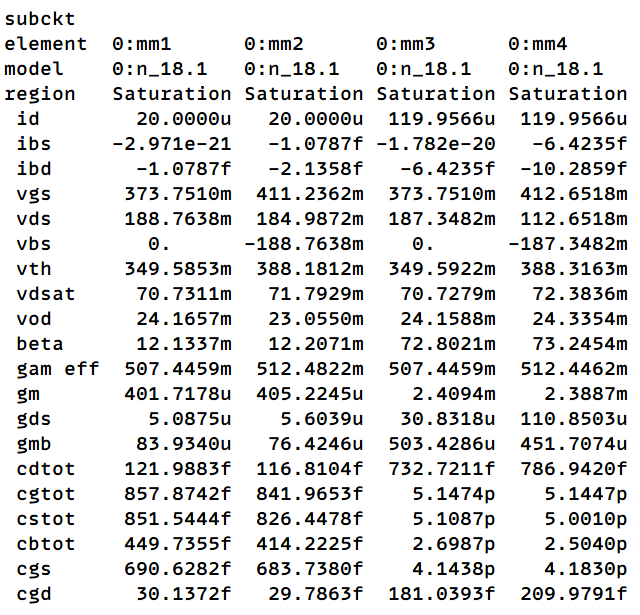 subckt
element  0:mm1      0:mm2      0:mm3      0:mm4
model    0:n_18.1   0:n_18.1   0:n_18.1   0:n_18.1
region   Saturation Saturation Saturation Saturation
 id        20.0000u   20.0000u  119.9566u  119.9566u
 ibs     -2.971e-21   -1.0787f -1.782e-20   -6.4235f
 ibd       -1.0787f   -2.1358f   -6.4235f  -10.2859f
 vgs      373.7510m  411.2362m  373.7510m  412.6518m
 vds      188.7638m  184.9872m  187.3482m  112.6518m
 vbs        0.      -188.7638m    0.      -187.3482m
 vth      349.5853m  388.1812m  349.5922m  388.3163m
 vdsat     70.7311m   71.7929m   70.7279m   72.3836m
 vod       24.1657m   23.0550m   24.1588m   24.3354m
 beta      12.1337m   12.2071m   72.8021m   73.2454m
 gam eff  507.4459m  512.4822m  507.4459m  512.4462m
 gm       401.7178u  405.2245u    2.4094m    2.3887m
 gds        5.0875u    5.6039u   30.8318u  110.8503u
 gmb       83.9340u   76.4246u  503.4286u  451.7074u
 cdtot    121.9883f  116.8104f  732.7211f  786.9420f
 cgtot    857.8742f  841.9653f    5.1474p    5.1447p
 cstot    851.5444f  826.4478f    5.1087p    5.0010p
 cbtot    449.7355f  414.2225f    2.6987p    2.5040p
 cgs      690.6282f  683.7380f    4.1438p    4.1830p
 cgd       30.1372f   29.7863f  181.0393f  209.9791f